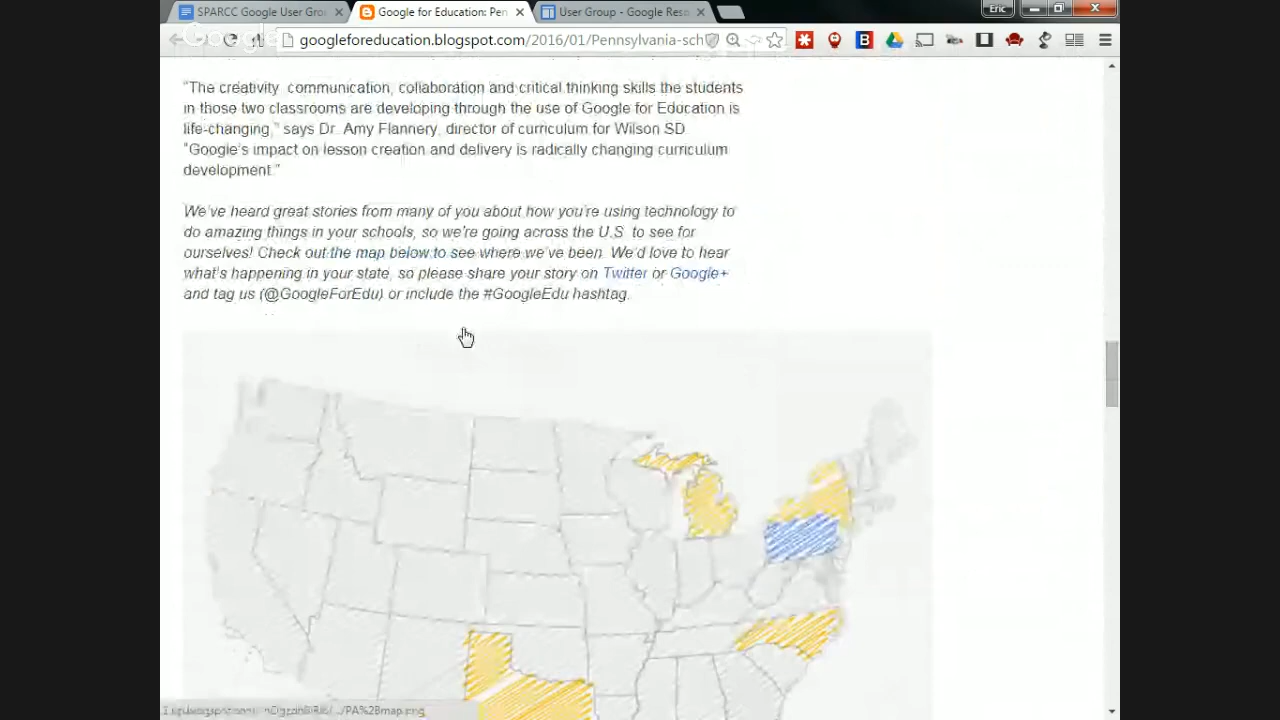 SPARCC Google User Grou
Google for Education: Pen
User Group - Google Reso
Eric
googleforeducation.blogspot.com/2016/01/Pennsylvania-sch
"The creativity communication, collaboration and critical thinking skills the students
in those two classrooms are developing through the use of Google for Education is
life-changing," says Dr. Amy Flannery, director of curriculum for Wilson SD
"Google's impact on lesson creation and delivery is radically changing curriculum
development."
We've heard great stories from many of you about how you're using technology to
do amazing things in your schools, so we're going across the U.S to see for
ourselves! Check out the map below to see where we've been. We'd love to hear
what's happening in your state, so please share your story on Twitter or Google+
and tag us (@GoogleForEdu) or include the #GoogleEdu hashtag.